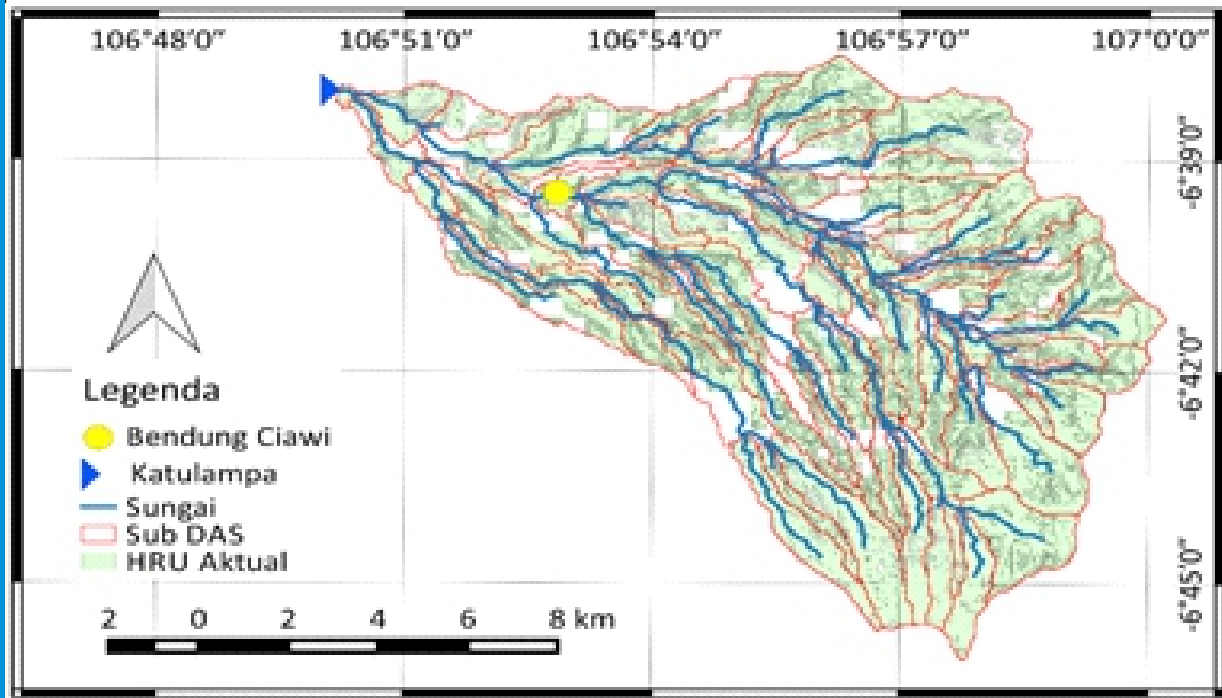 106°48'0" 106°51'0" 106°54'0" 106°57'0" 107°0'0"
-6°39'0"
-6°42'0"
-6°45'0"
Legenda
Bendung Ciawi
Katulampa
Sungai
Sub DAS
HRU Aktual
2 0 2 4 6 8 km